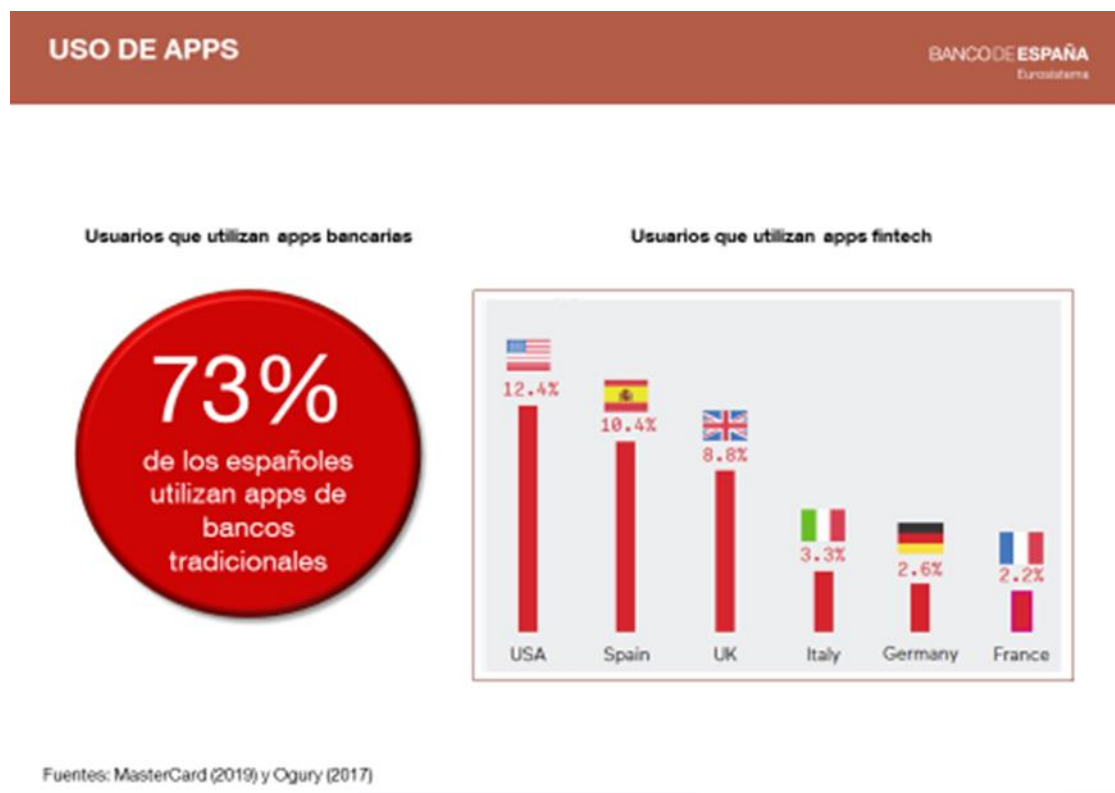 USO DE APPS
BANCO DE ESPAÑA
Eurosistema
Usuarios que utilizan apps bancarias
73%
de los españoles
utilizan apps de
bancos
tradicionales
Usuarios que utilizan apps fintech
12.4%
10.4%
8.8%
3.3%
2.6%
2.2%
USA
Spain
UK
Italy
Germany
France
Fuentes: MasterCard (2019) y Ogury (2017)